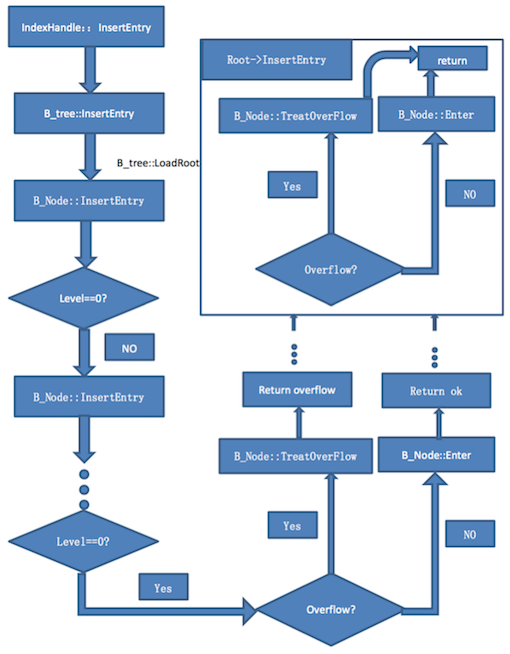 IndexHandle:: InsertEntry
B_tree::InsertEntry
B_tree::LoadRoot
B_Node::InsertEntry
Level==0?
NO
B_Node::InsertEntry
Level==0?
Yes
Root->InsertEntry
return
B_Node::TreatOverFlow
B_Node::Enter
Yes
NO
Overflow?
Return overflow
Return ok
B_Node::TreatOverFlow
B_Node::Enter
Yes
NO
Overflow?